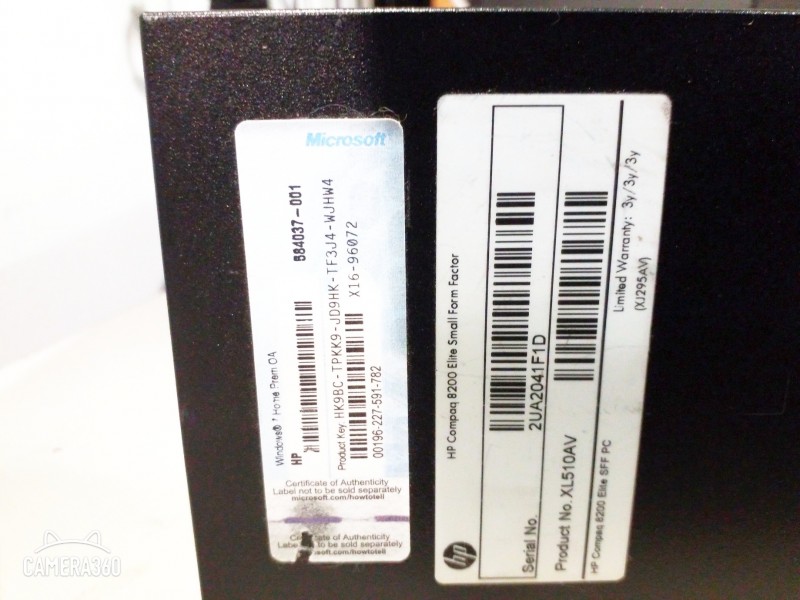 Microsoft
Windows® 7 Home Prem OA
HP
584037-001
Product Key: HK9BC-TPKK9-JD9HK-TF3J4-WJHW4
X16-96072
00196-227-591-782
Certificate of Authenticity
Label not to be sold separately
microsoft.com/howtotell
Certificate of Authenticity
Label not to be sold separately
microsoft.com/howtotell
HP Compaq 8200 Elite Small Form Factor
Serial No.
2UA2041F1D
Product No. XL510AV
HP Compaq 8200 Elite SFF PC
Limited Warranty: 3y/3y/3y
(XJ295AV)
hp
CAMERA360